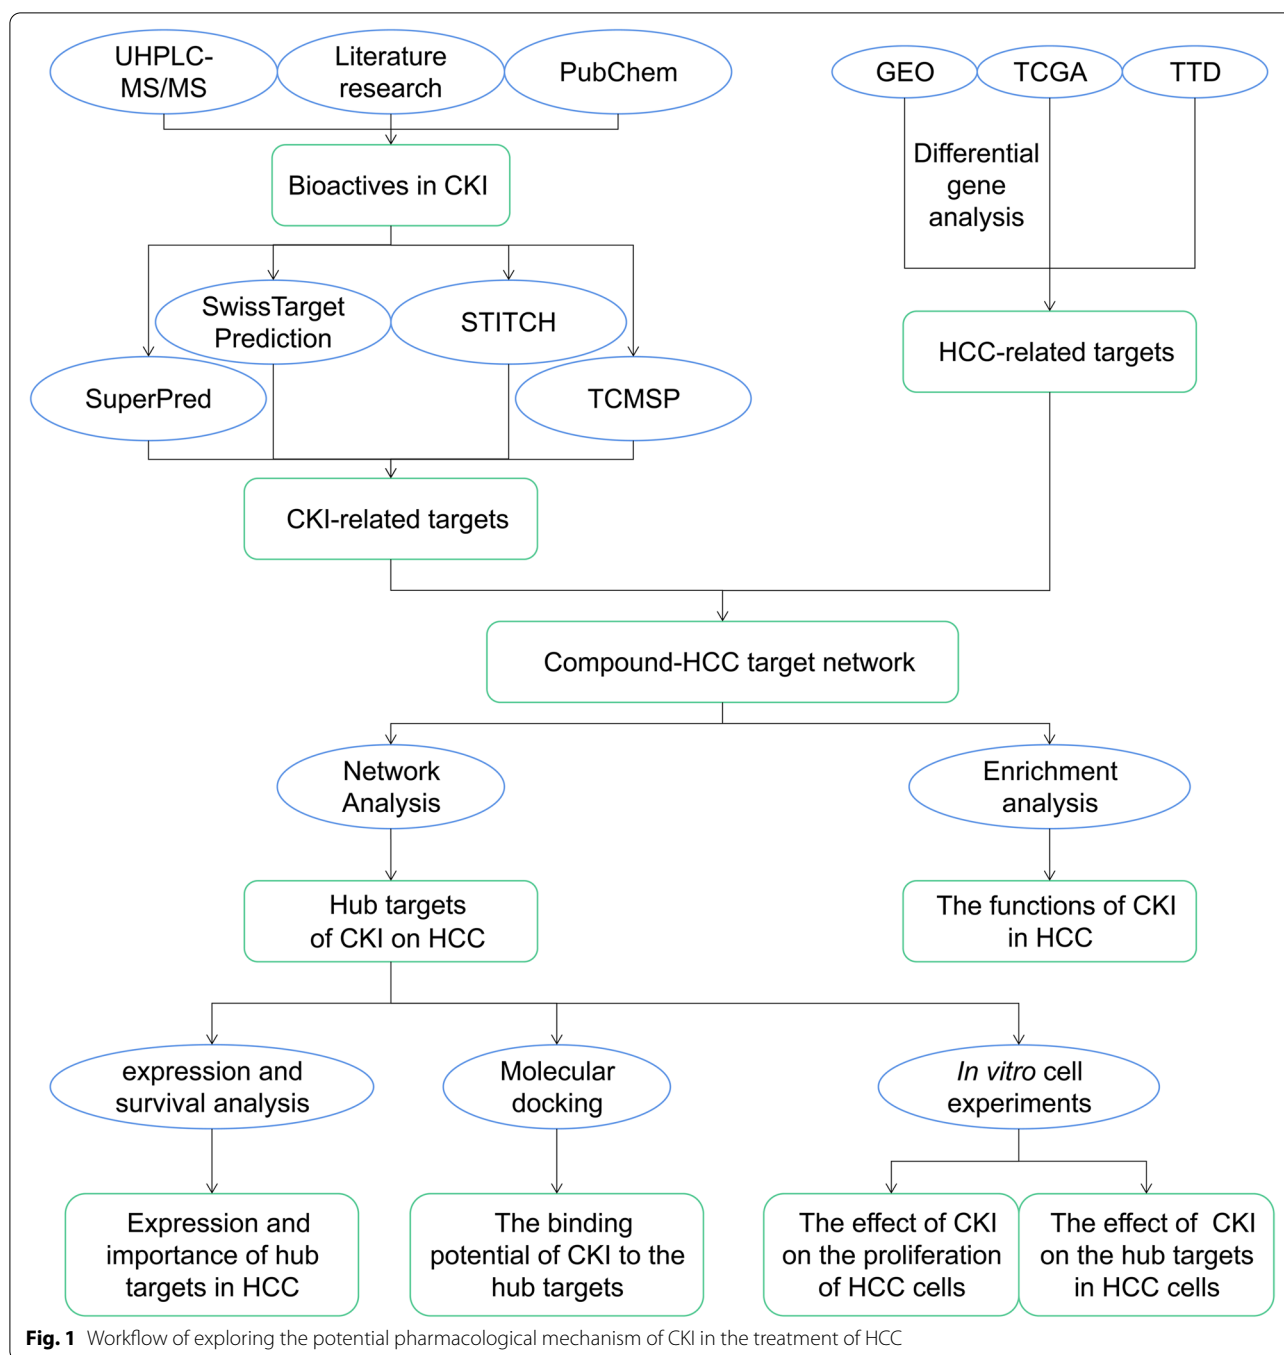 UHPLC-
MS/MS
Literature
research
PubChem
GEO
TCGA
TTD
Differential
gene
analysis
Bioactives in CKI
SwissTarget
Prediction
STITCH
SuperPred
TCMSP
HCC-related targets
CKI-related targets
Compound-HCC target network
Network
Analysis
Enrichment
analysis
Hub targets
of CKI on HCC
The functions of CKI
in HCC
expression and
survival analysis
Molecular
docking
In vitro cell
experiments
Expression and
importance of hub
targets in HCC
The binding
potential of CKI to the
hub targets
The effect of CKI
on the proliferation
of HCC cells
The effect of CKI
on the hub targets
in HCC cells
Fig. 1 Workflow of exploring the potential pharmacological mechanism of CKI in the treatment of HCC